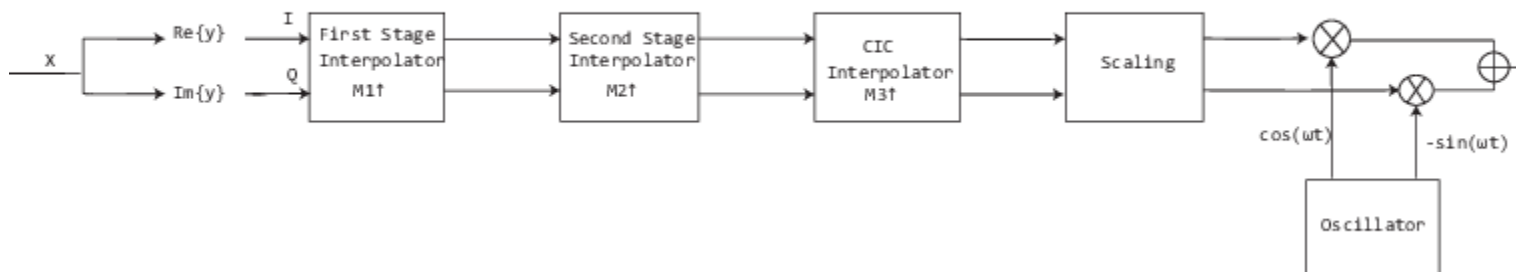 X
Re{y}
Im{y}
I
Q
First Stage
Interpolator
M1↑
Second Stage
Interpolator
M2↑
CIC
Interpolator
M3↑
Scaling
cos(ωt)
-sin(ωt)
Oscillator